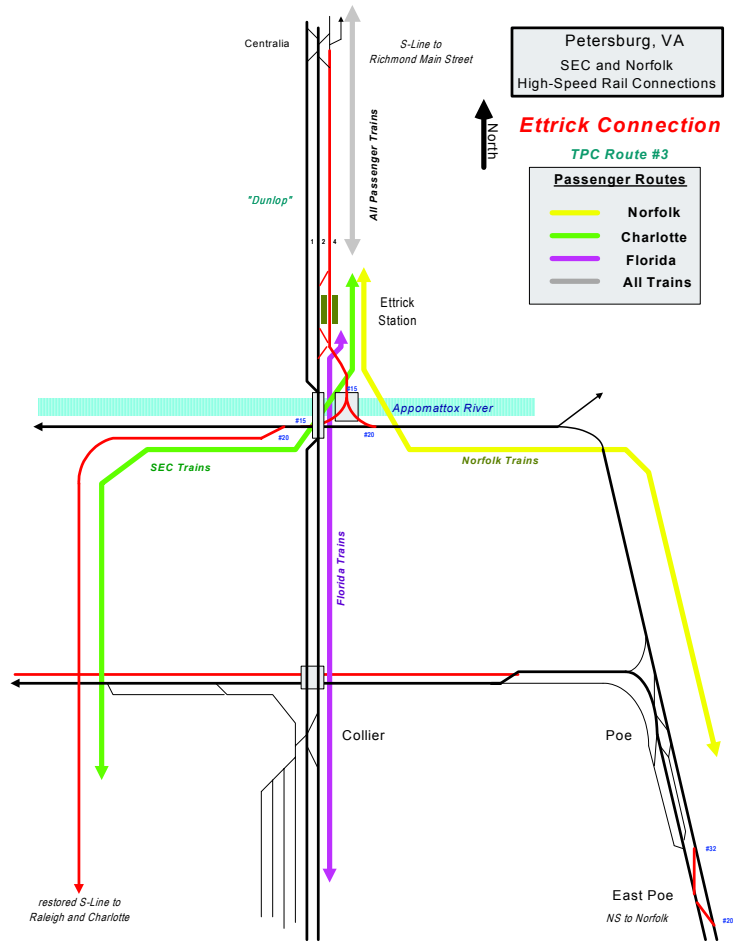 Petersburg, VA
SEC and Norfolk
High-Speed Rail Connections
Centralia
S-Line to
Richmond Main Street
North
Ettrick Connection
TPC Route #3
Passenger Routes
Norfolk
Charlotte
Florida
All Trains
All Passenger Trains
"Dunlop"
1
2
4
Ettrick
Station
#15
Appomattox River
#15
#20
#20
SEC Trains
Norfolk Trains
Florida Trains
Collier
Poe
#32
East Poe
#20
NS to Norfolk
restored S-Line to
Raleigh and Charlotte